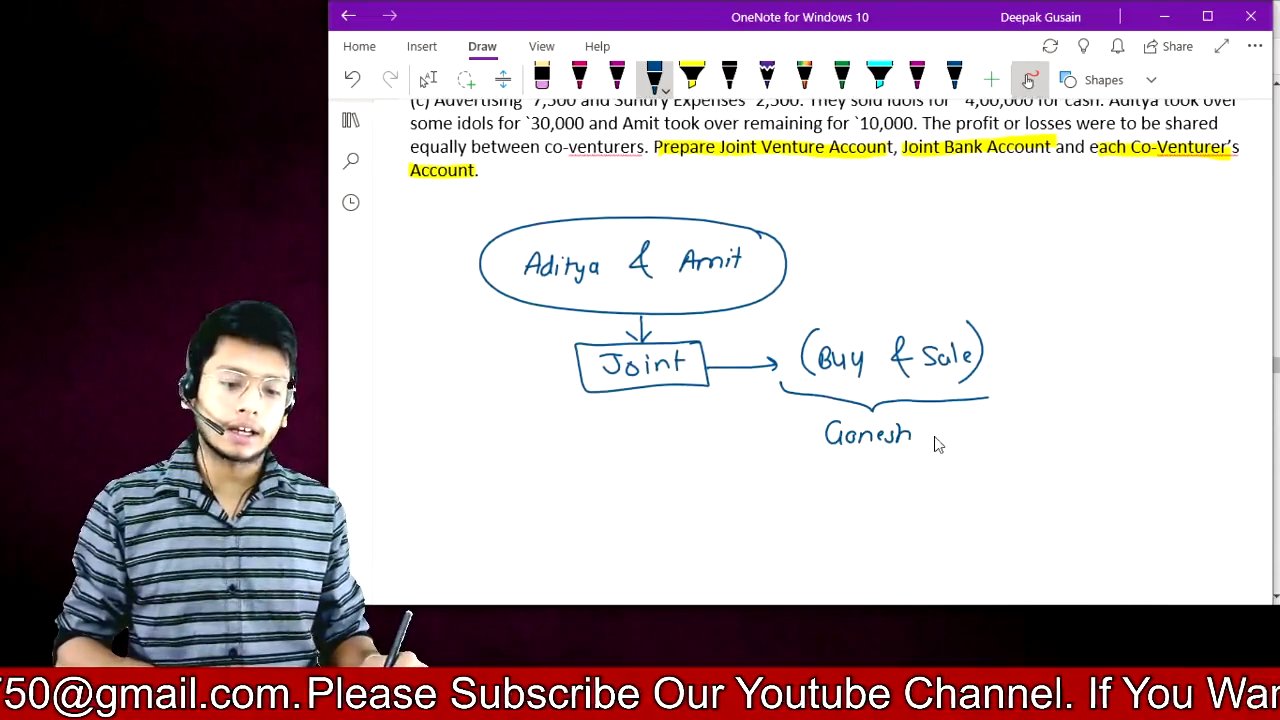 OneNote for Windows 10
Deepak Gusain
Home Insert Draw View Help
Share
Shapes
(c) Advertising `7,500 and Sundry Expenses `2,500. They sold idols for ` 4,00,000 for cash. Aditya took over
some idols for `30,000 and Amit took over remaining for `10,000. The profit or losses were to be shared
equally between co-venturers. Prepare Joint Venture Account, Joint Bank Account and each Co-Venturer's
Account.
Aditya & Amit
Joint
(Buy & Sale)
Ganesh
750@gmail.com.Please Subscribe Our Youtube Channel. If You Wan